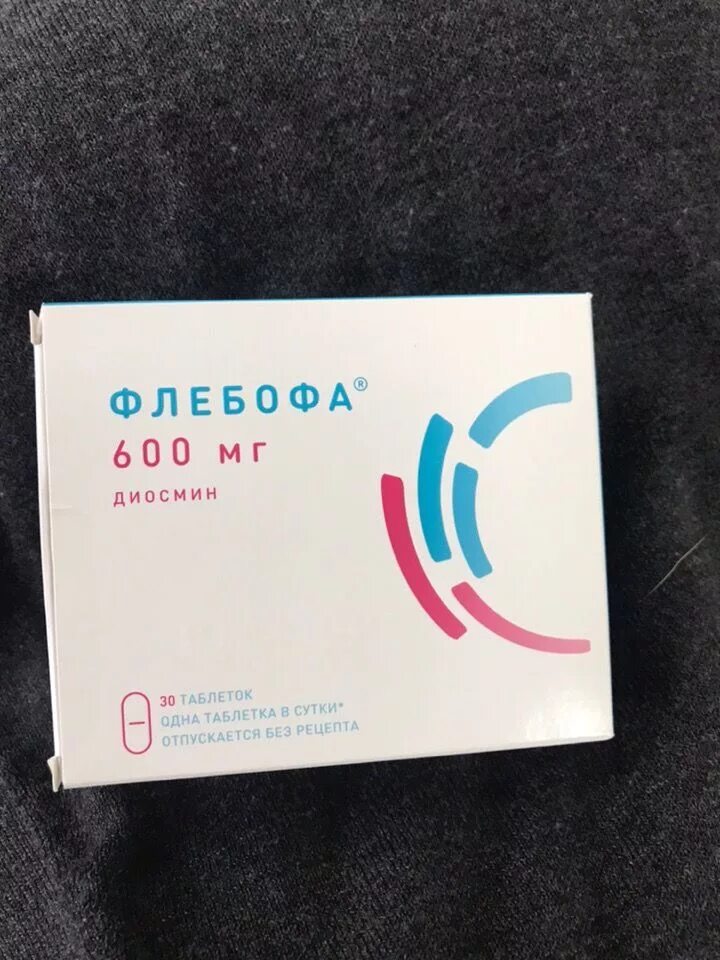 ФЛЕБОФА®
600 мг
ДИОСМИН
30 ТАБЛЕТОК
ОДНА ТАБЛЕТКА В СУТКИ*
ОТПУСКАЕТСЯ БЕЗ РЕЦЕПТА